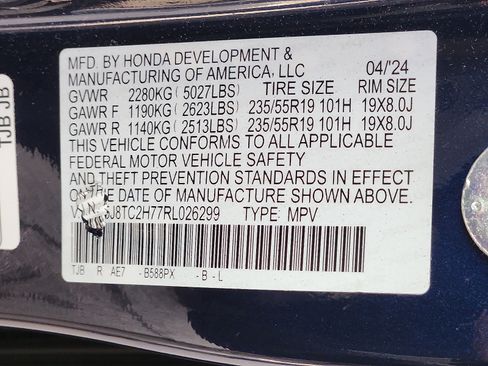 TJB JB
MFD. BY HONDA DEVELOPMENT &
MANUFACTURING OF AMERICA, LLC 04/'24
GVWR 2280KG (5027LBS) TIRE SIZE RIM SIZE
GAWR F 1190KG (2623LBS) 235/55R19 101H 19X8.0J
GAWR R 1140KG (2513LBS) 235/55R19 101H 19X8.0J
THIS VEHICLE CONFORMS TO ALL APPLICABLE
FEDERAL MOTOR VEHICLE SAFETY
AND THEFT PREVENTION STANDARDS IN EFFECT
ON THE DATE OF MANUFACTURE SHOWN ABOVE.
J8TC2H77RL026299 TYPE: MPV
TJB R AE7 - B588PX - B - L